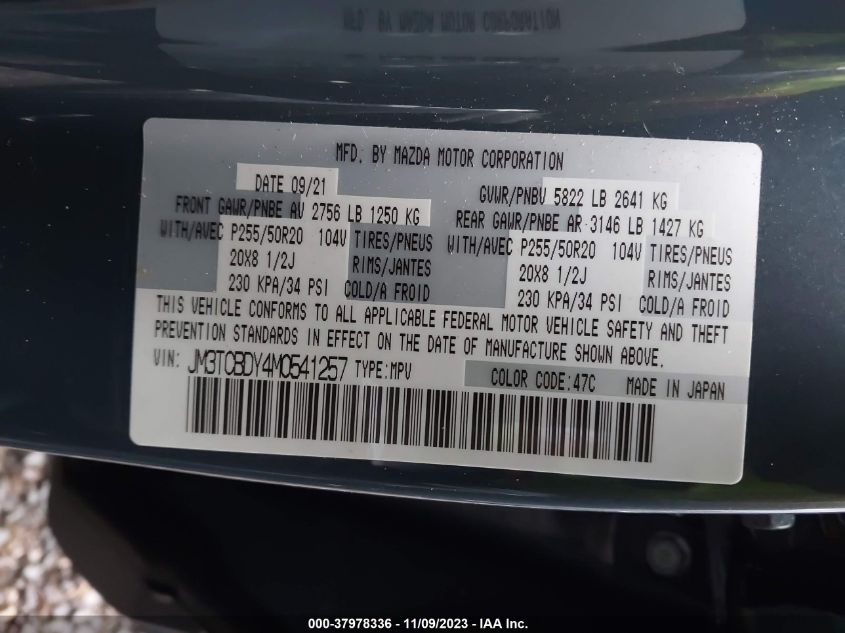 MFD. BY MAZDA MOTOR CORPORATION
MFD. BY MAZDA MOTOR CORPORATION
DATE 09/21 GVWR/PNBV 5822 LB 2641 KG
FRONT GAWR/PNBE AV 2756 LB 1250 KG REAR GAWR/PNBE AR 3146 LB 1427 KG
WITH/AVEC P255/50R20 104V TIRES/PNEUS WITH/AVEC P255/50R20 104V TIRES/PNEUS
20X8 1/2J RIMS/JANTES 20X8 1/2J RIMS/JANTES
230 KPA/34 PSI COLD/A FROID 230 KPA/34 PSI COLD/A FROID
THIS VEHICLE CONFORMS TO ALL APPLICABLE FEDERAL MOTOR VEHICLE SAFETY AND THEFT
PREVENTION STANDARDS IN EFFECT ON THE DATE OF MANUFACTURE SHOWN ABOVE.
VIN: JM3TCBDY4M0541257 TYPE:MPV COLOR CODE:47C MADE IN JAPAN
000-37978336 - 11/09/2023 - IAA Inc.